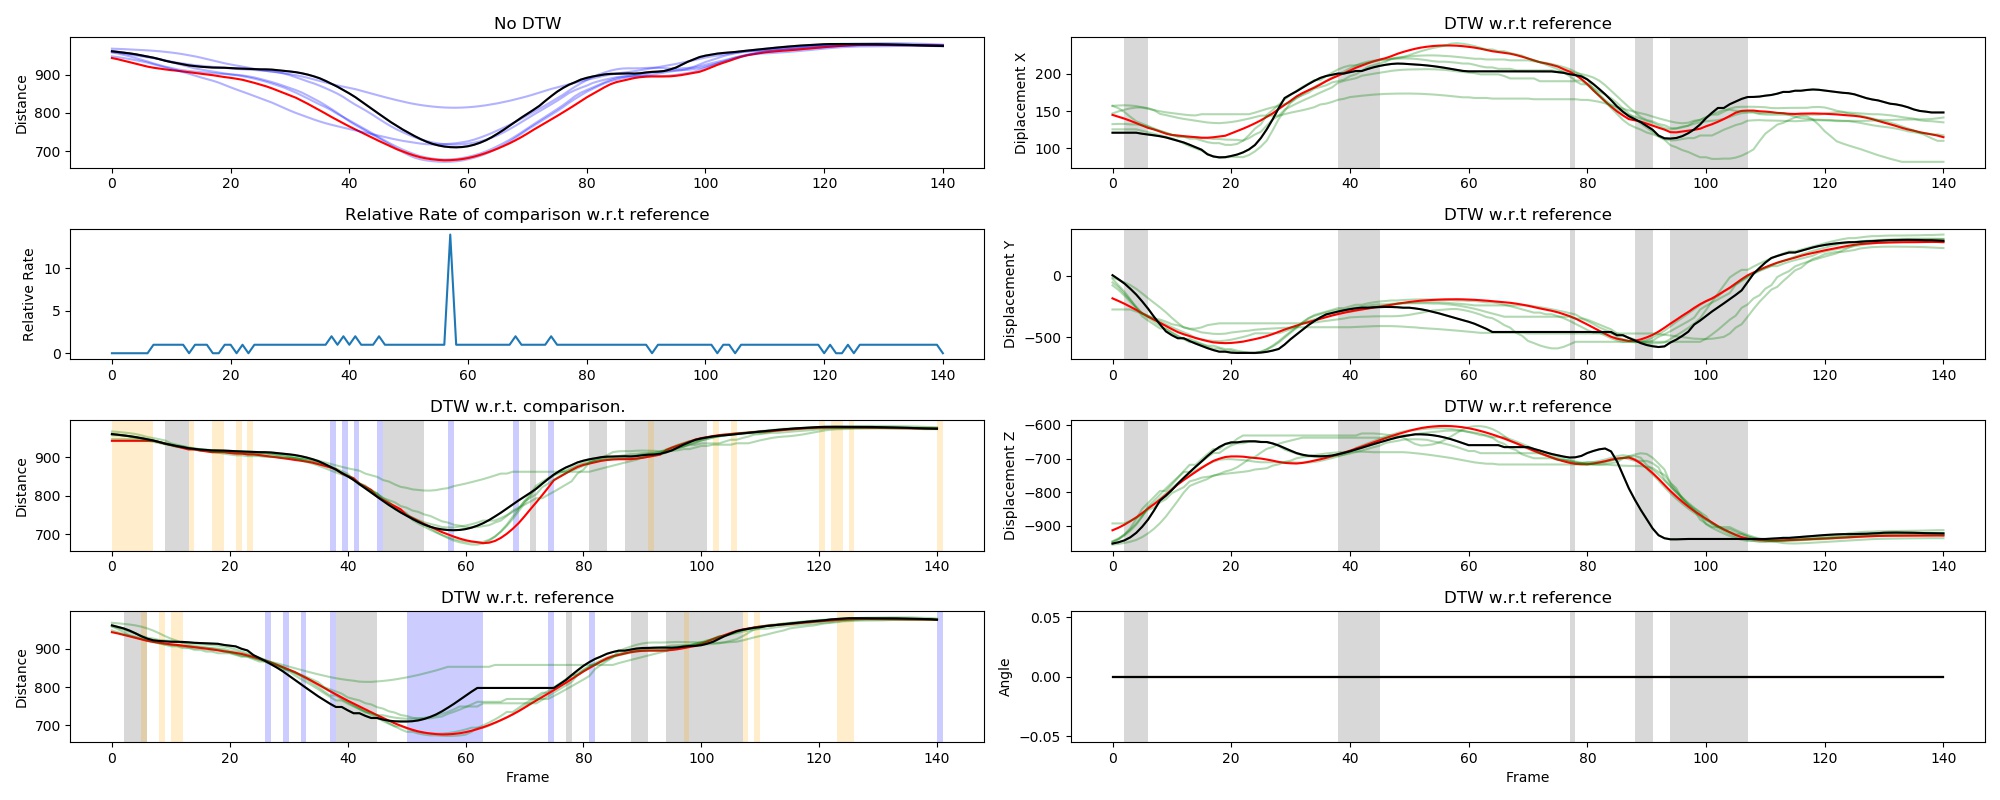 No DTW
Distance
900
800
700
0 20 40 60 80 100 120 140
Relative Rate of comparison w.r.t reference
Relative Rate
10
5
0
0 20 40 60 80 100 120 140
DTW w.r.t. comparison.
Distance
900
800
700
0 20 40 60 80 100 120 140
DTW w.r.t. reference
Distance
900
800
700
0 20 40 60 80 100 120 140
Frame
DTW w.r.t reference
Diplacement X
200
150
100
0 20 40 60 80 100 120 140
DTW w.r.t reference
Displacement Y
0
−500
0 20 40 60 80 100 120 140
DTW w.r.t reference
Displacement Z
−600
−700
−800
−900
0 20 40 60 80 100 120 140
DTW w.r.t reference
Angle
0.05
0.00
−0.05
0 20 40 60 80 100 120 140
Frame